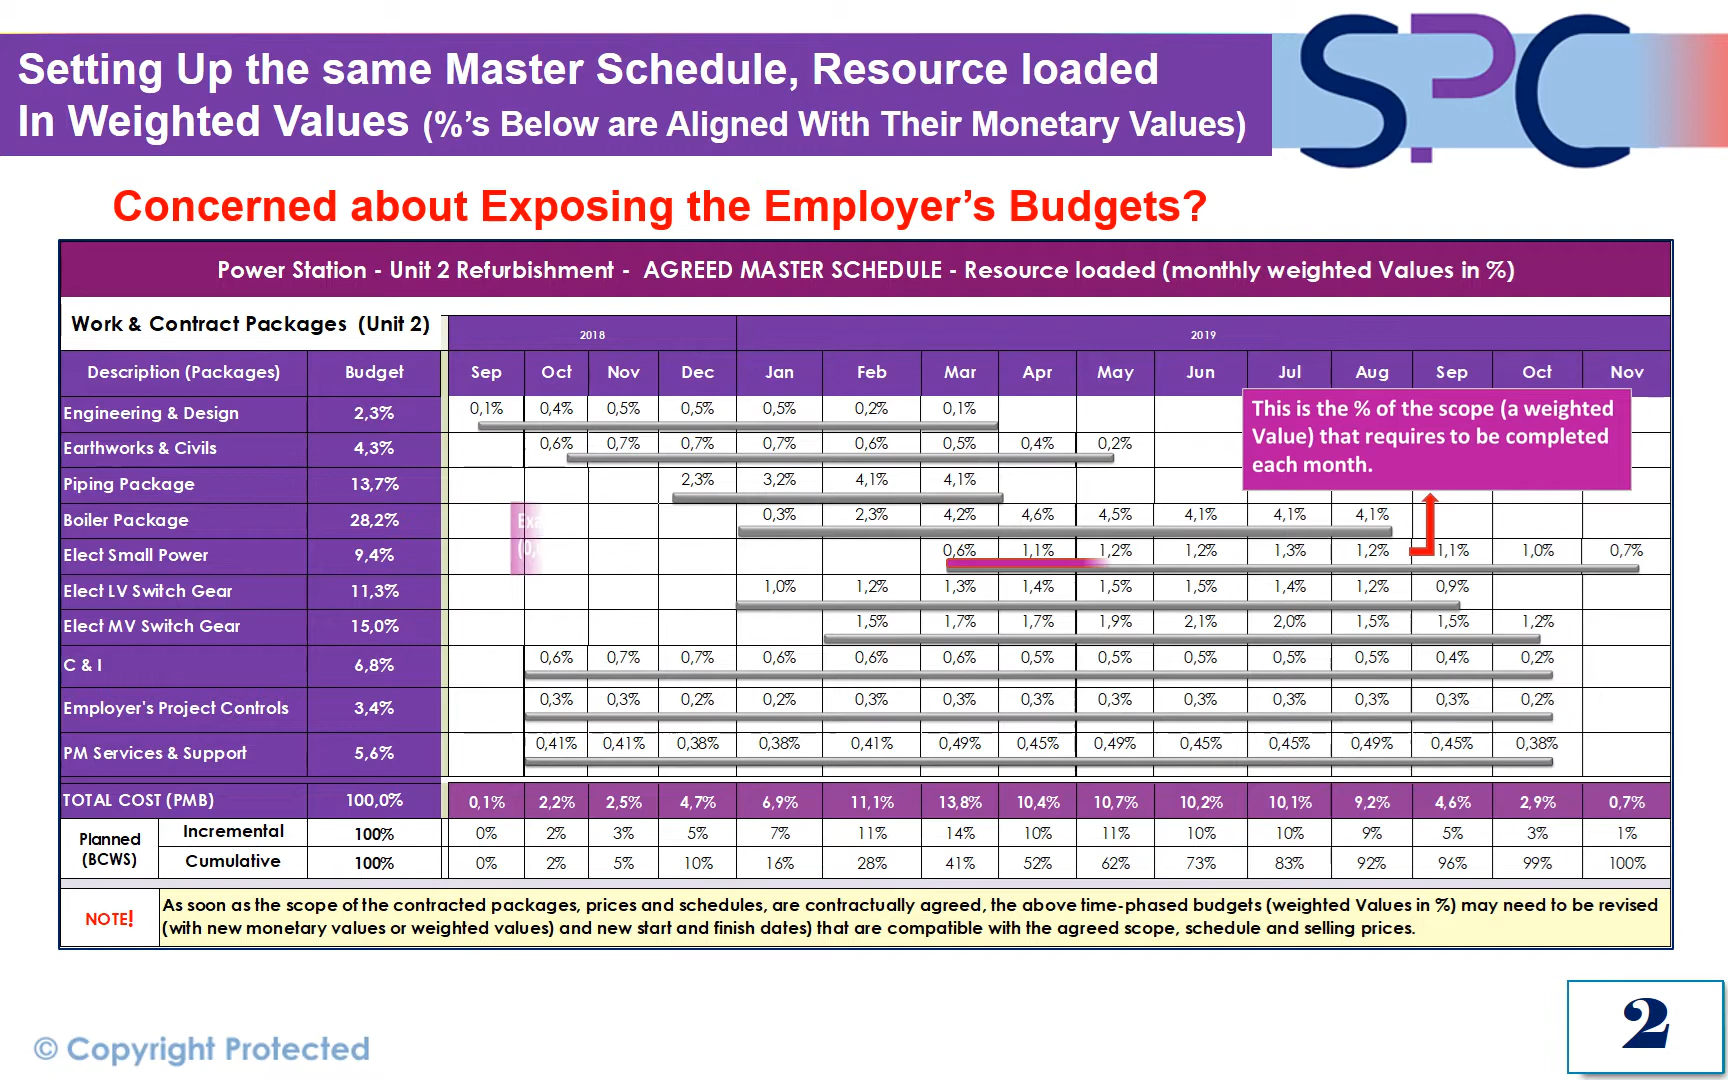 Setting Up the same Master Schedule, Resource loaded
In Weighted Values (%'s Below are Aligned With Their Monetary Values)
SPC
Concerned about Exposing the Employer's Budgets?
Power Station - Unit 2 Refurbishment - AGREED MASTER SCHEDULE - Resource loaded (monthly weighted Values in %)
Work & Contract Packages (Unit 2)
2018 2019
Description (Packages) Budget Sep Oct Nov Dec Jan Feb Mar Apr May Jun Jul Aug Sep Oct Nov
Engineering & Design 2,3% 0,1% 0,4% 0,5% 0,5% 0,5% 0,2% 0,1%
This is the % of the scope (a weighted
Value) that requires to be completed
each month.
Earthworks & Civils 4,3% 0,6% 0,7% 0,7% 0,7% 0,6% 0,5% 0,4% 0,2%
Piping Package 13,7% 2,3% 3,2% 4,1% 4,1%
Boiler Package 28,2% 0,3% 2,3% 4,2% 4,6% 4,5% 4,1% 4,1% 4,1%
Elect Small Power 9,4% 0,6% 1,1% 1,2% 1,2% 1,3% 1,2% 1,1% 1,0% 0,7%
Elect LV Switch Gear 11,3% 1,0% 1,2% 1,3% 1,4% 1,5% 1,5% 1,4% 1,2% 0,9%
Elect MV Switch Gear 15,0% 1,5% 1,7% 1,7% 1,9% 2,1% 2,0% 1,5% 1,5% 1,2%
C & I 6,8% 0,6% 0,7% 0,7% 0,6% 0,6% 0,6% 0,5% 0,5% 0,5% 0,5% 0,5% 0,4% 0,2%
Employer's Project Controls 3,4% 0,3% 0,3% 0,2% 0,2% 0,3% 0,3% 0,3% 0,3% 0,3% 0,3% 0,3% 0,3% 0,2%
PM Services & Support 5,6% 0,41% 0,41% 0,38% 0,38% 0,41% 0,49% 0,45% 0,49% 0,45% 0,45% 0,49% 0,45% 0,38%
TOTAL COST (PMB) 100,0% 0,1% 2,2% 2,5% 4,7% 6,9% 11,1% 13,8% 10,4% 10,7% 10,2% 10,1% 9,2% 4,6% 2,9% 0,7%
Planned (BCWS)
Incremental 100% 0% 2% 3% 5% 7% 11% 14% 10% 11% 10% 10% 9% 5% 3% 1%
Cumulative 100% 0% 2% 5% 10% 16% 28% 41% 52% 62% 73% 83% 92% 96% 99% 100%
NOTE!
As soon as the scope of the contracted packages, prices and schedules, are contractually agreed, the above time-phased budgets (weighted Values in %) may need to be revised
(with new monetary values or weighted values) and new start and finish dates) that are compatible with the agreed scope, schedule and selling prices.
© Copyright Protected
2